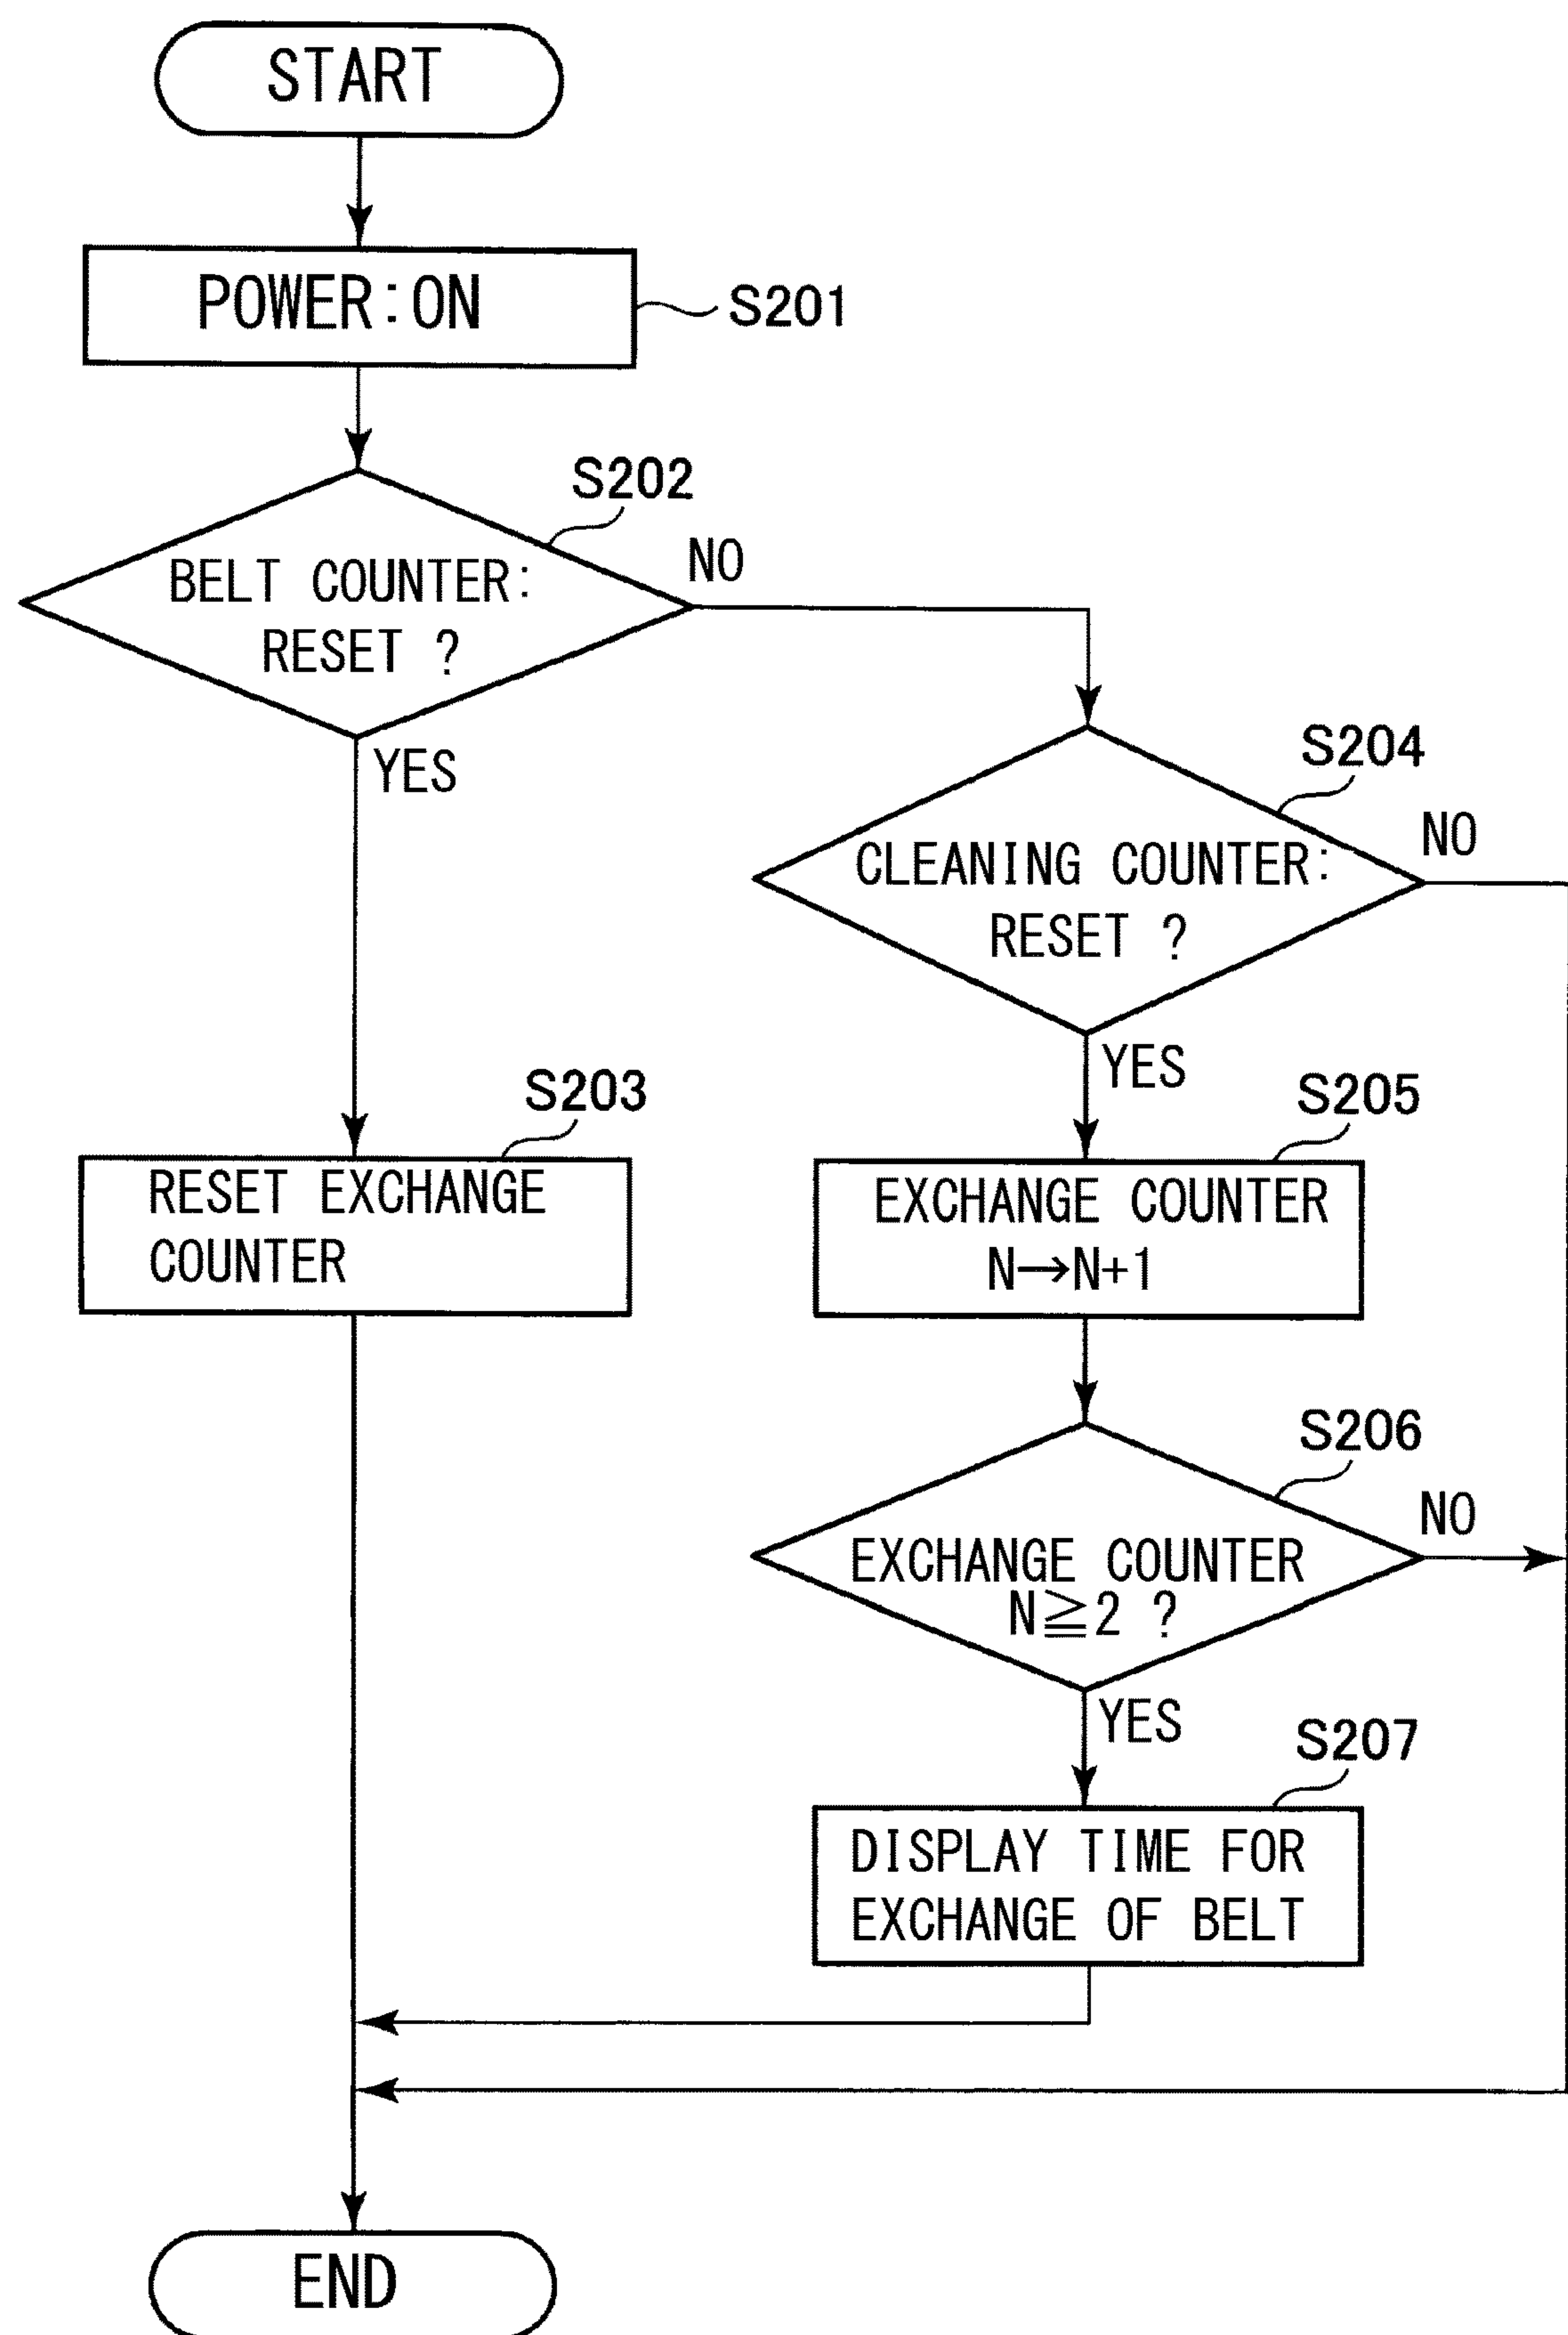 START
POWER:ON
S201
S202
BELT COUNTER:
RESET ?
NO
YES
S204
CLEANING COUNTER:
RESET ?
NO
YES
S203
RESET EXCHANGE
COUNTER
S205
EXCHANGE COUNTER
N→N+1
S206
EXCHANGE COUNTER
N≧2 ?
NO
YES
S207
DISPLAY TIME FOR
EXCHANGE OF BELT
END